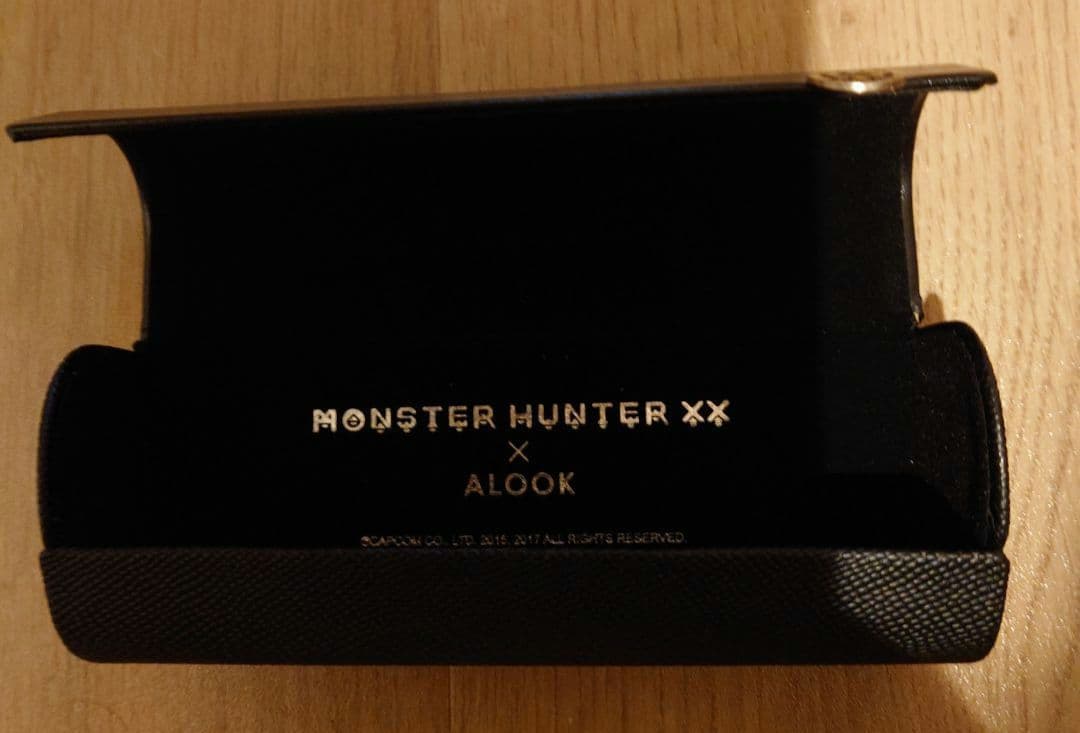 MONSTER HUNTER XX
×
ALOOK
©CAPCOM CO., LTD. 2015, 2017 ALL RIGHTS RESERVED.